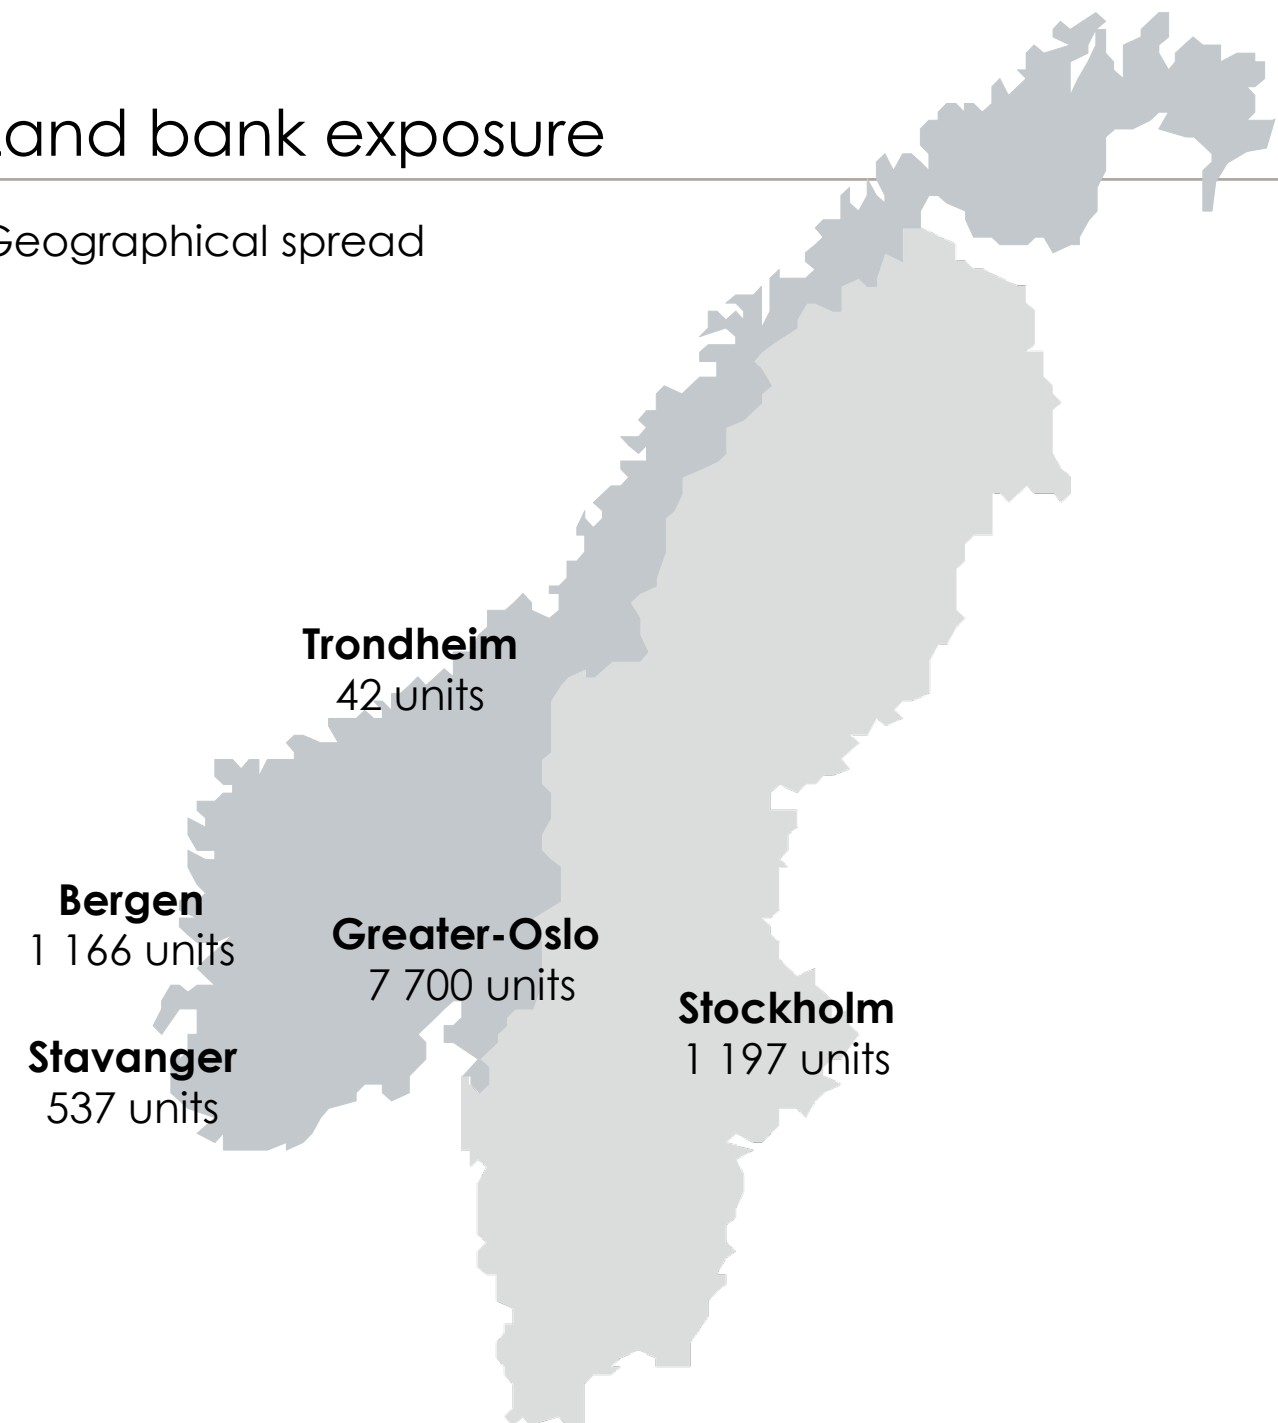 Land bank exposure
Geographical spread
Trondheim
42 units
Bergen
1 166 units
Greater-Oslo
7 700 units
Stockholm
1 197 units
Stavanger
537 units